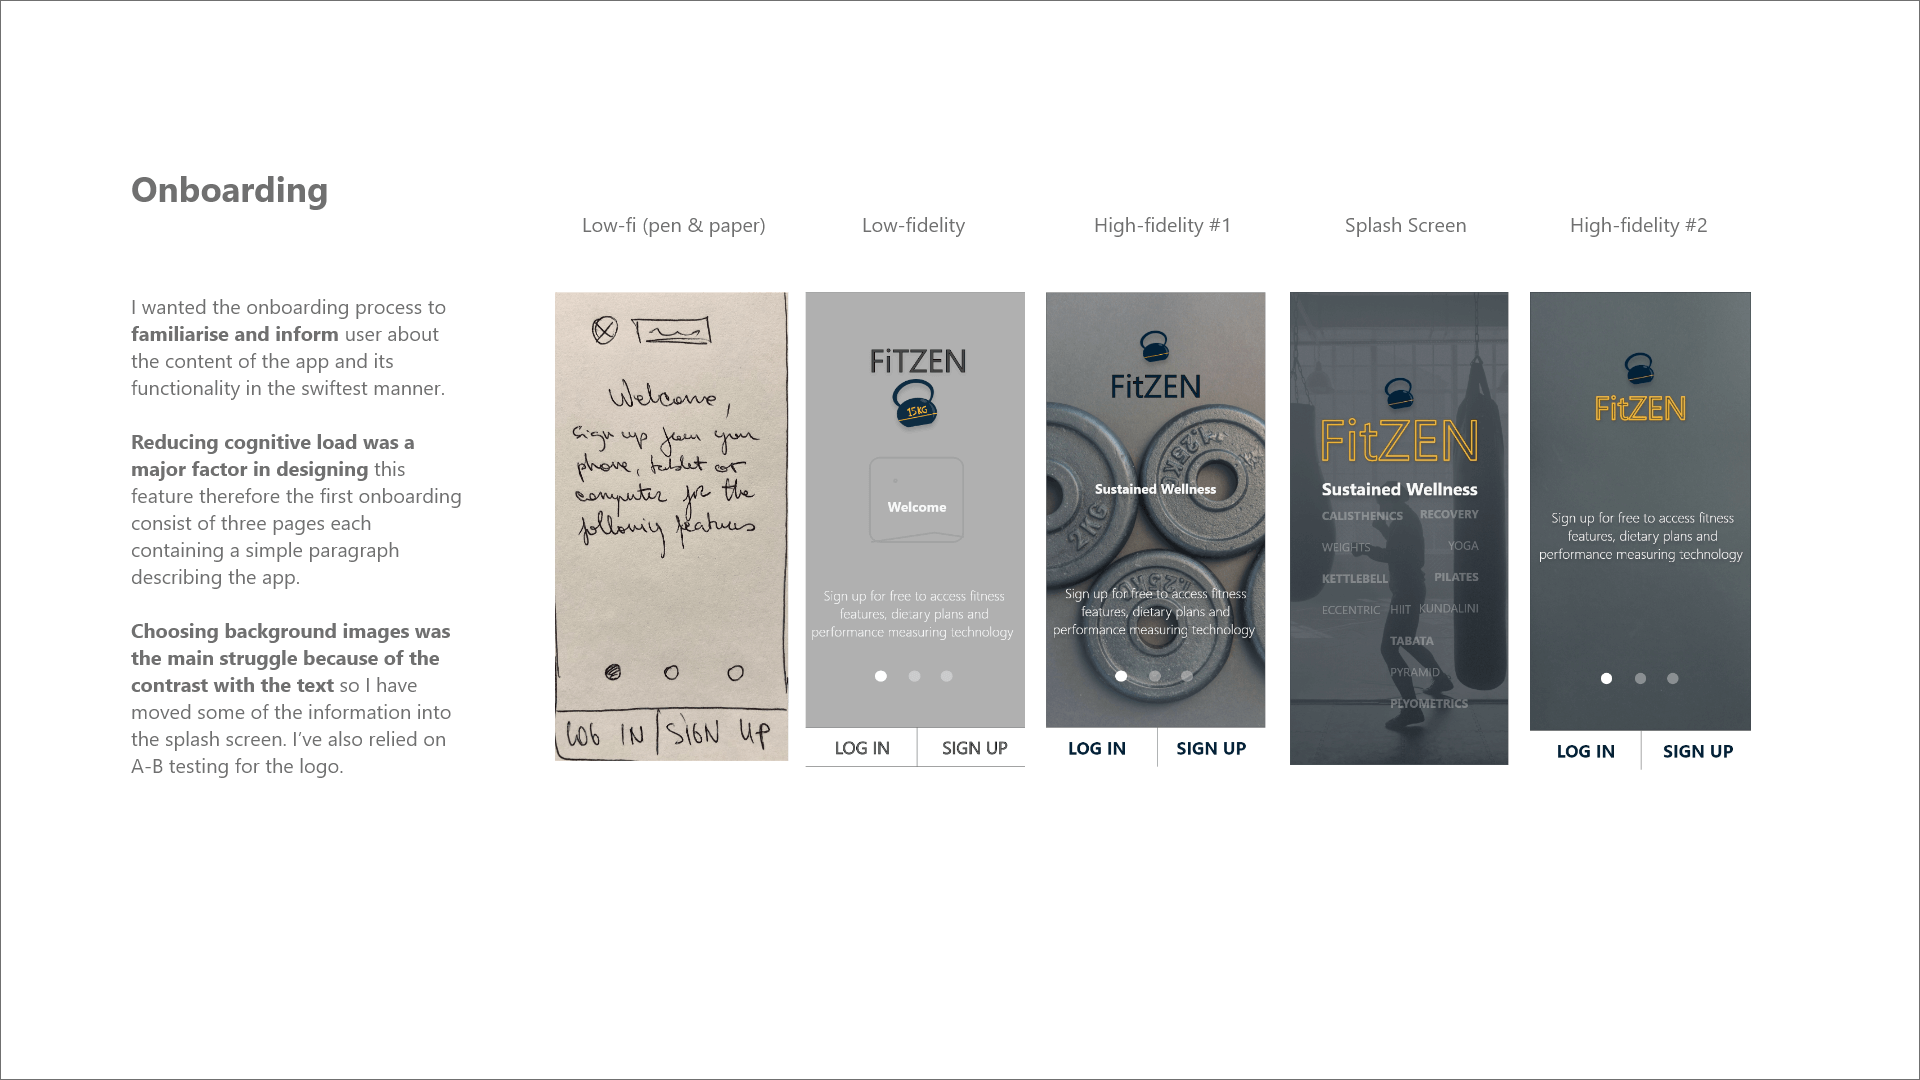 Onboarding
I wanted the onboarding process to
familiarise and inform user about
the content of the app and its
functionality in the swiftest manner.
Reducing cognitive load was a
major factor in designing this
feature therefore the first onboarding
consist of three pages each
containing a simple paragraph
describing the app.
Choosing background images was
the main struggle because of the
contrast with the text so I have
moved some of the information into
the splash screen. I've also relied on
A-B testing for the logo.
Low-fi (pen & paper)
Welcome,
sign up from your
phone, tablet or
computer for the
following features
LOG IN SIGN UP
Low-fidelity
FiTZEN
15KG
Welcome
Sign up for free to access fitness
features, dietary plans and
performance measuring technology
LOG IN SIGN UP
High-fidelity #1
FitZEN
1.25KG
2KG
Sustained Wellness
1.25KG
Sign up for free to access fitness
features, dietary plans and
performance measuring technology
LOG IN SIGN UP
Splash Screen
FitZEN
Sustained Wellness
CALISTHENICS RECOVERY
WEIGHTS YOGA
KETTLEBELL PILATES
ECCENTRIC HIIT KUNDALINI
TABATA
PYRAMID
PLYOMETRICS
High-fidelity #2
FitZEN
Sign up for free to access fitness
features, dietary plans and
performance measuring technology
LOG IN SIGN UP